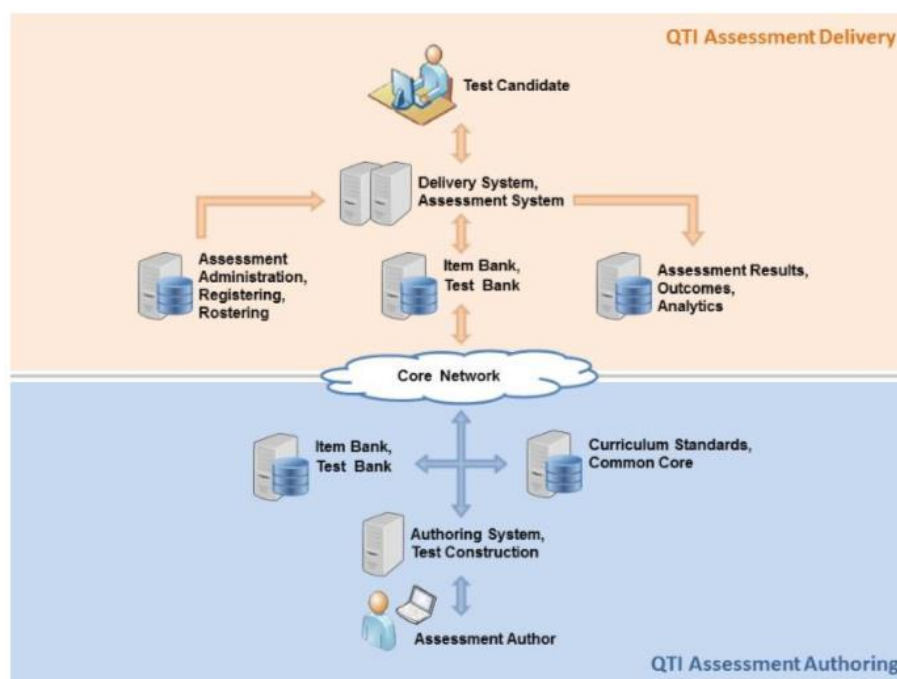 QTI Assessment Delivery
Test Candidate
Delivery System,
Assessment System
Assessment
Administration,
Registering,
Rostering
Item Bank,
Test Bank
Assessment Results,
Outcomes,
Analytics
Core Network
Item Bank,
Test Bank
Curriculum Standards,
Common Core
Authoring System,
Test Construction
Assessment Author
QTI Assessment Authoring